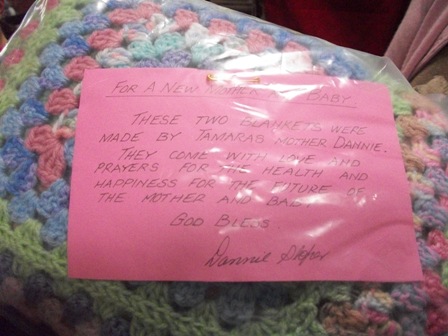 FOR A NEW MOTHER BABY
THESE TWO BLANKETS WERE
MADE BY TAMARAS MOTHER DANNIE.
THEY COME WITH LOVE AND
PRAYERS FOR THE HEALTH AND
HAPPINESS FOR THE FUTURE OF
THE MOTHER AND BABY
GOD BLESS.
Dannie